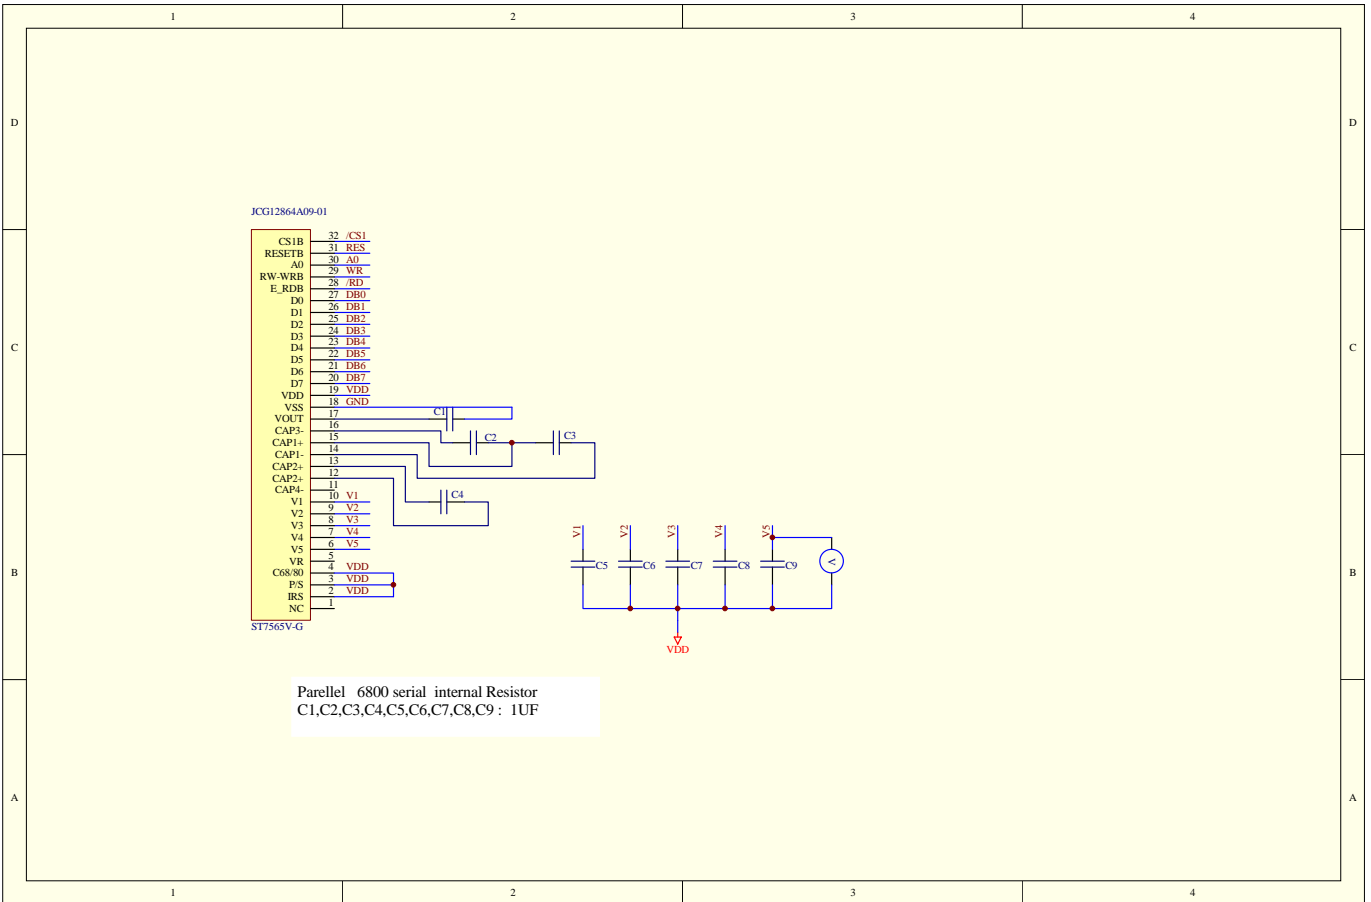 1 2 3 4
D D
JCG12864A09-01
CS1B 32 /CS1
RESETB 31 RES
A0 30 A0
RW-WRB 29 WR
E_RDB 28 /RD
D0 27 DB0
D1 26 DB1
D2 25 DB2
D3 24 DB3
D4 23 DB4
D5 22 DB5
D6 21 DB6
D7 20 DB7
VDD 19 VDD
VSS 18 GND
VOUT 17 C1
CAP3- 16
CAP1+ 15 C2 C3
CAP1- 14
CAP2+ 13
CAP2+ 12
CAP4- 11 C4
V1 10 V1
V2 9 V2
V3 8 V3
V4 7 V4
V5 6 V5
VR 5
C68/80 4 VDD
P/S 3 VDD
IRS 2 VDD
NC 1
ST7565V-G
C C
V1 V2 V3 V4 V5
C5 C6 C7 C8 C9 V
VDD
B B
Parellel 6800 serial internal Resistor
C1,C2,C3,C4,C5,C6,C7,C8,C9 : 1UF
A A
1 2 3 4